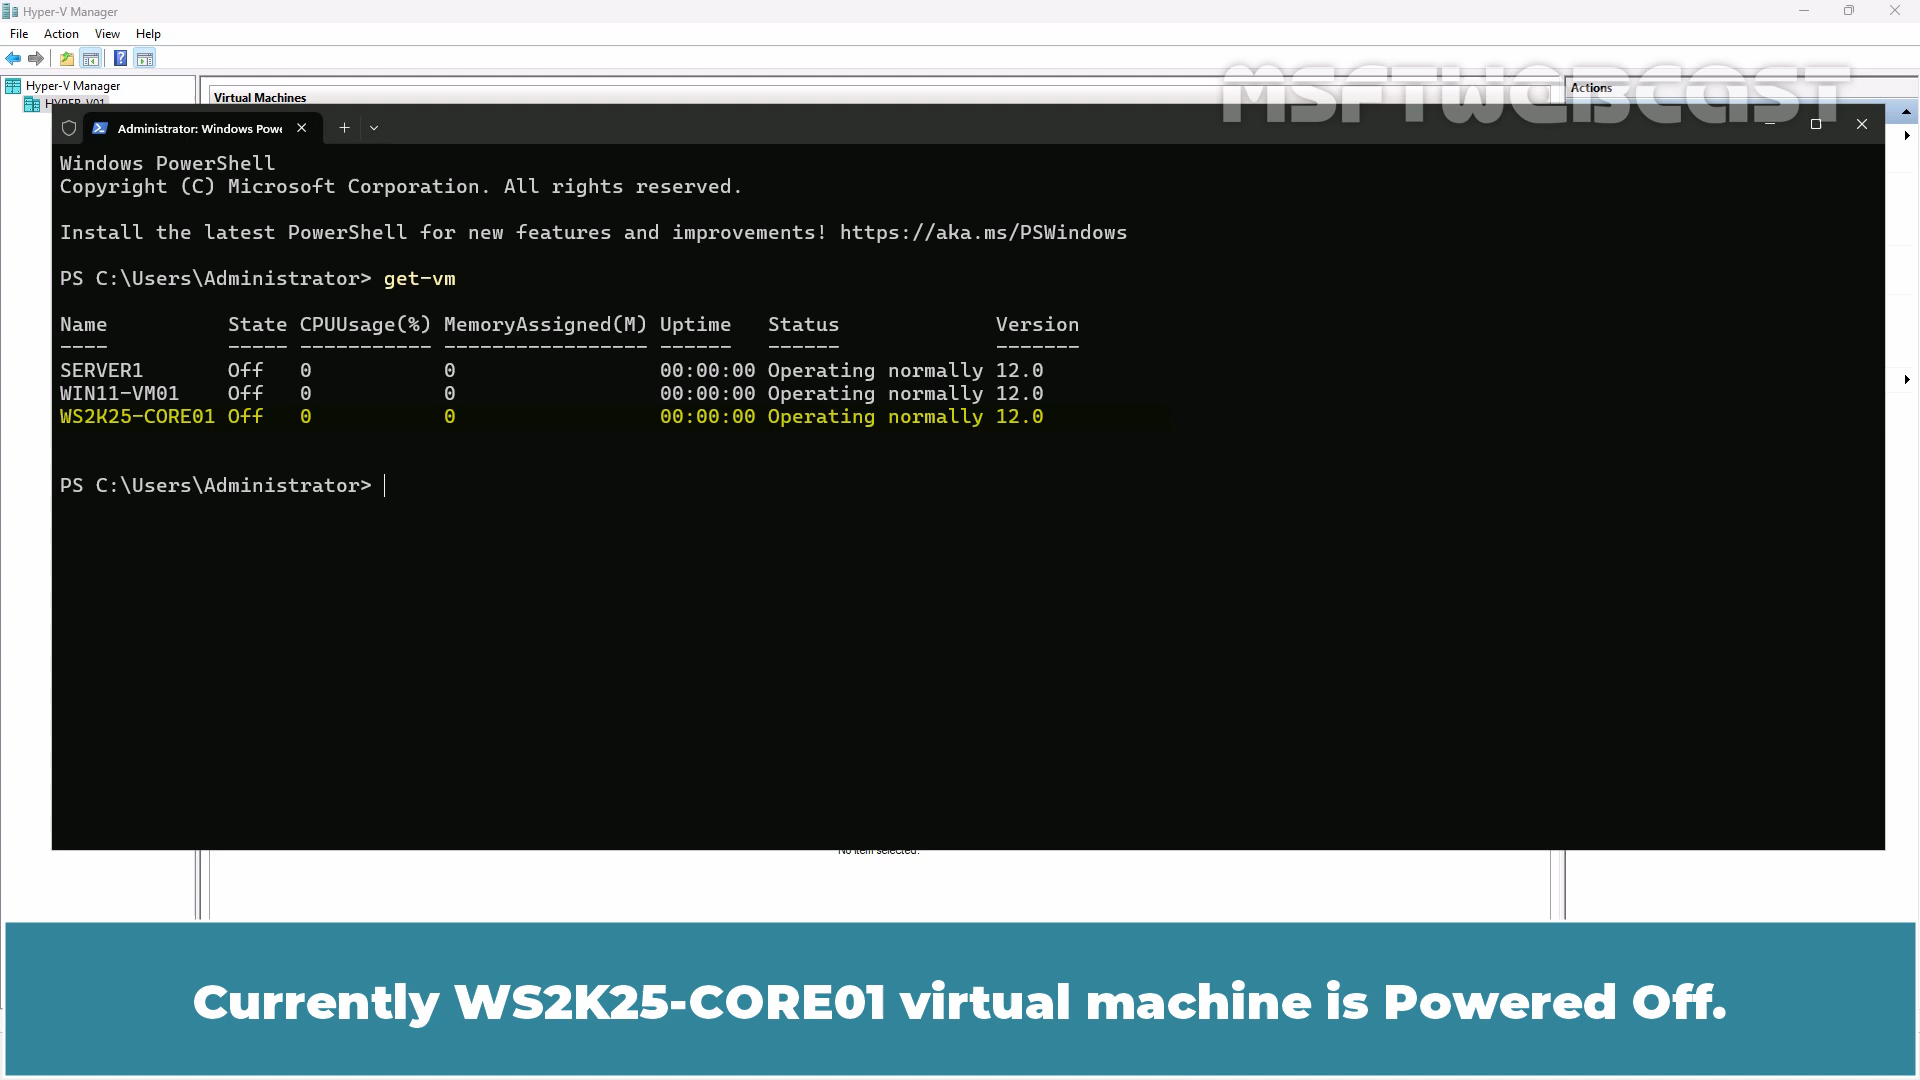 Hyper-V Manager
File Action View Help
Hyper-V Manager
HYPER-V01
Virtual Machines
Actions
MSFTWEBCAST
Administrator: Windows Powe
Windows PowerShell
Copyright (C) Microsoft Corporation. All rights reserved.
Install the latest PowerShell for new features and improvements! https://aka.ms/PSWindows
PS C:\Users\Administrator> get-vm
Name State CPUUsage(%) MemoryAssigned(M) Uptime Status Version
---- ----- ----------- ----------------- ------ ------ -------
SERVER1 Off 0 0 00:00:00 Operating normally 12.0
WIN11-VM01 Off 0 0 00:00:00 Operating normally 12.0
WS2K25-CORE01 Off 0 0 00:00:00 Operating normally 12.0
PS C:\Users\Administrator>
No item selected.
Currently WS2K25-CORE01 virtual machine is Powered Off.